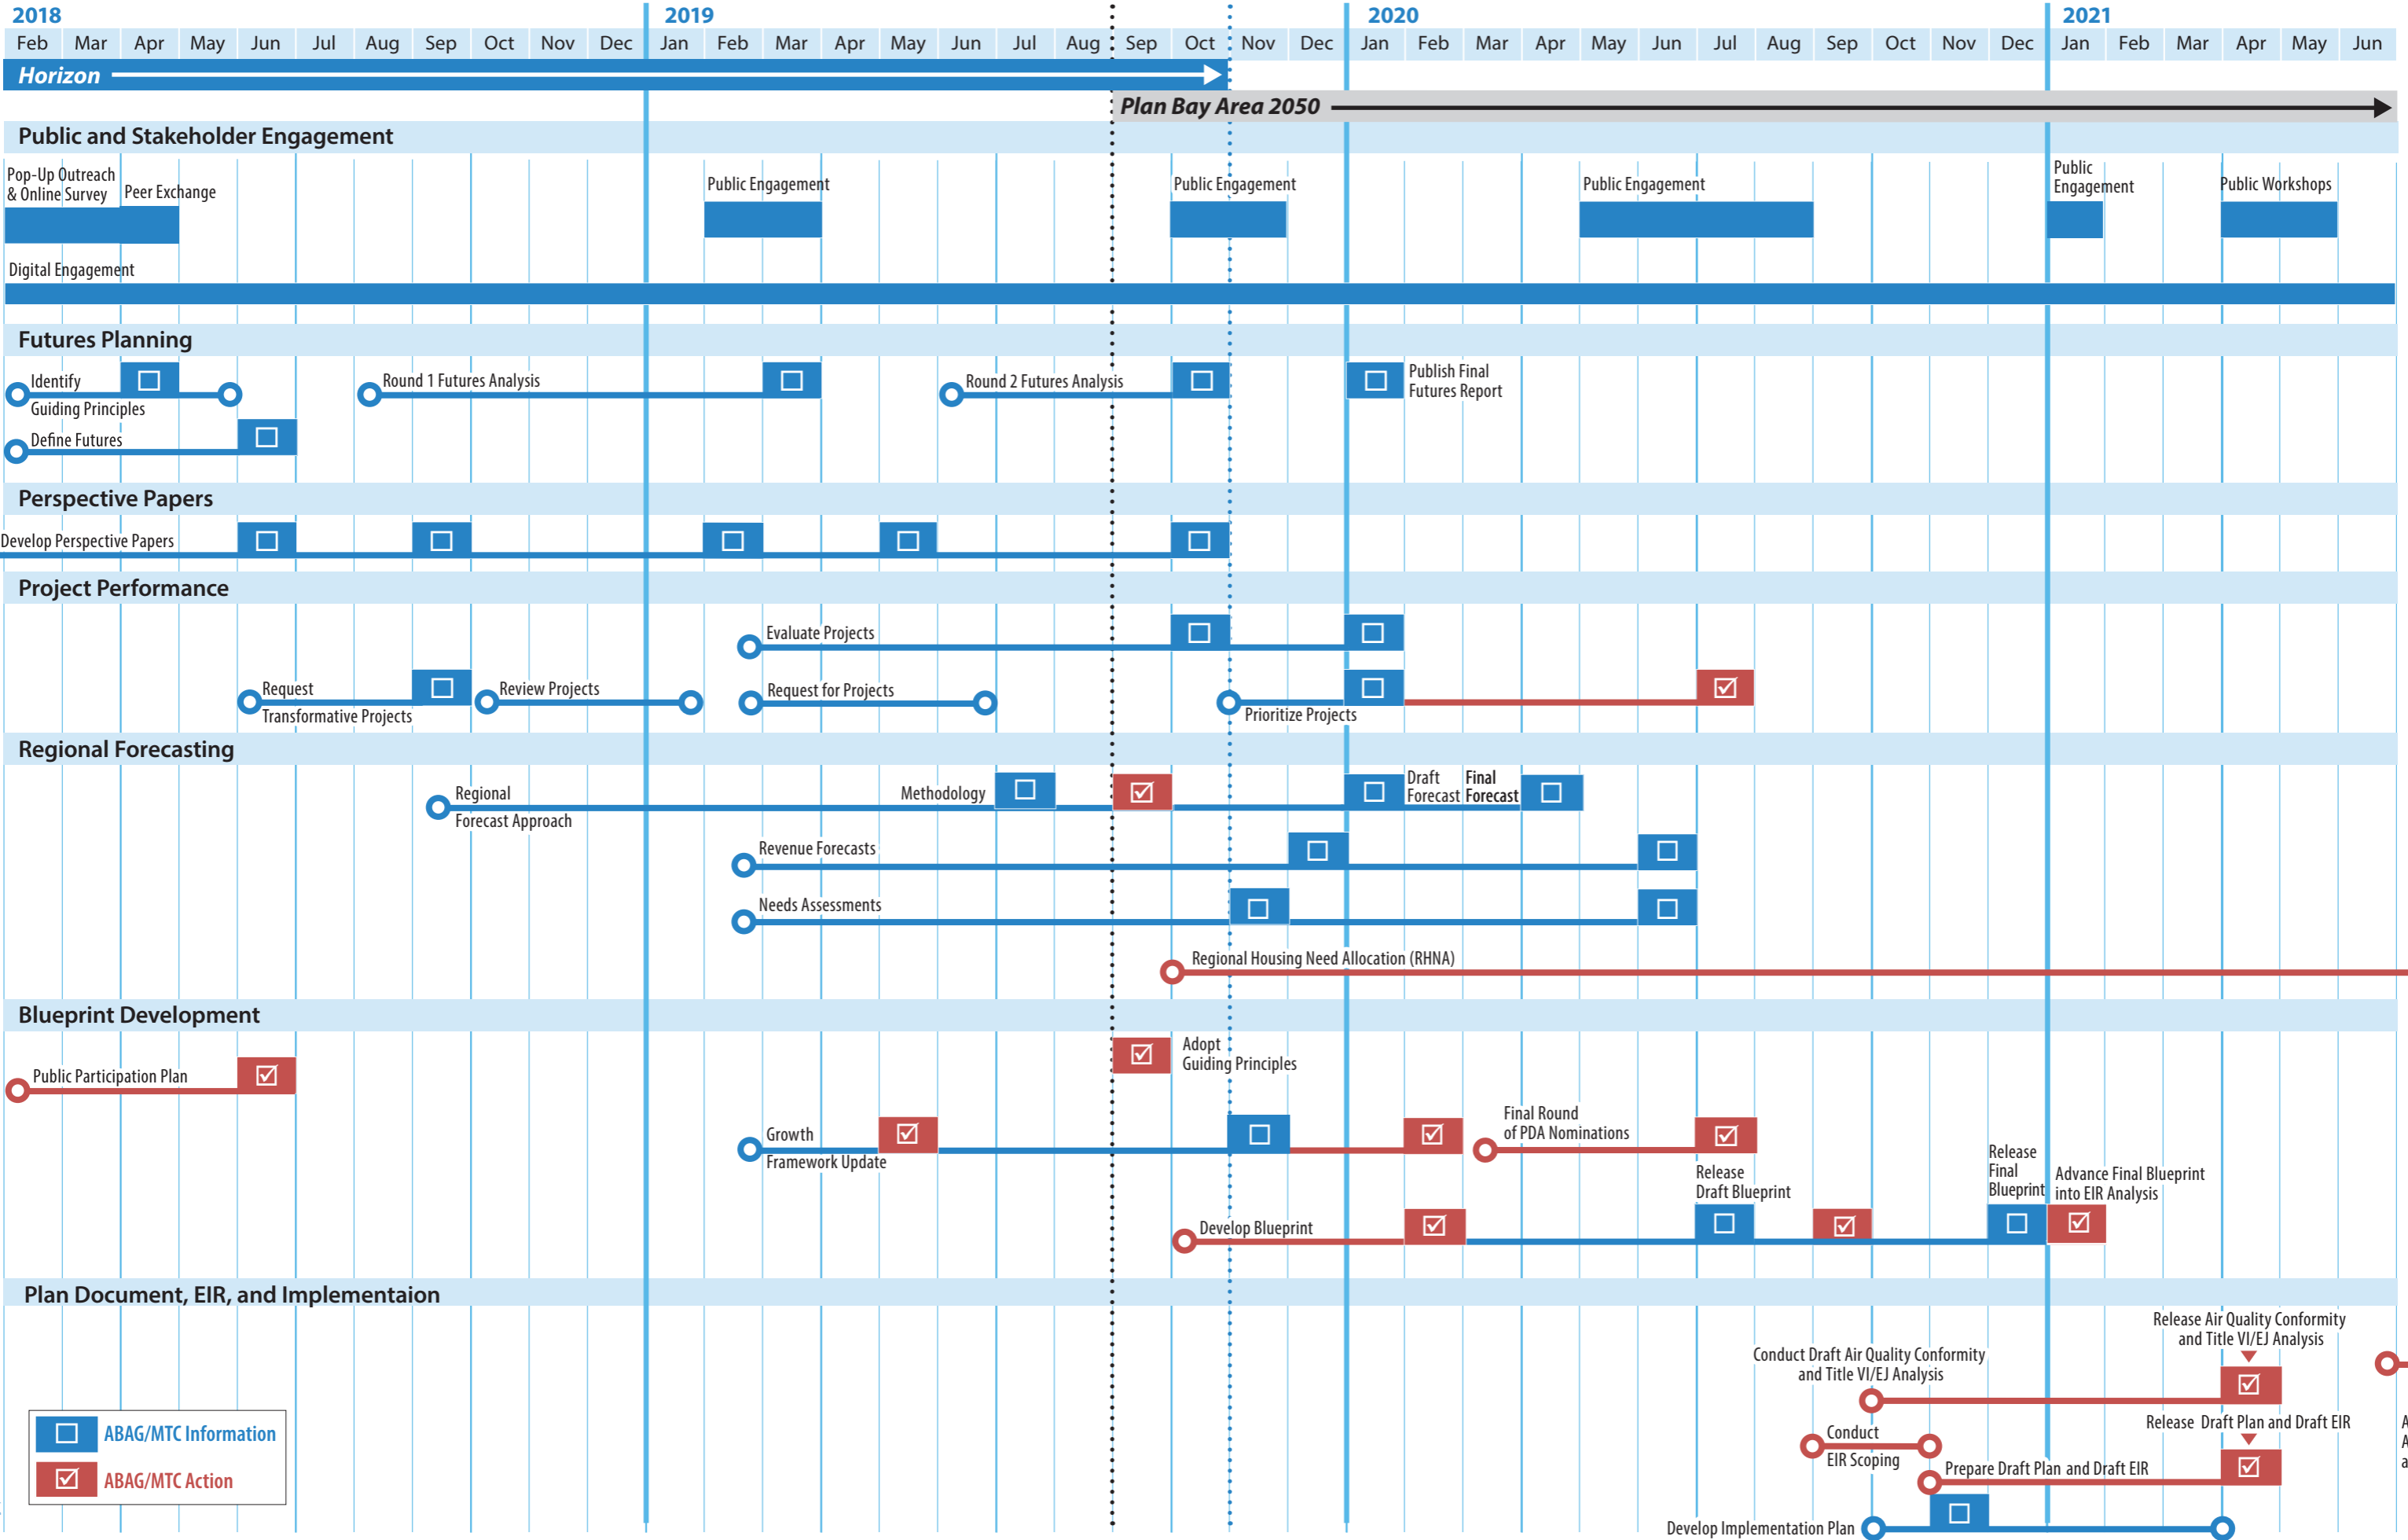 2018 2019 2020 2021
Feb Mar Apr May Jun Jul Aug Sep Oct Nov Dec Jan Feb Mar Apr May Jun Jul Aug Sep Oct Nov Dec Jan Feb Mar Apr May Jun Jul Aug Sep Oct Nov Dec Jan Feb Mar Apr May Jun
Horizon
Plan Bay Area 2050
Public and Stakeholder Engagement
Pop-Up Outreach
& Online Survey
Peer Exchange
Public Engagement
Public Engagement
Public Engagement
Public
Engagement
Public Workshops
Digital Engagement
Futures Planning
Identify
Guiding Principles
Round 1 Futures Analysis
Round 2 Futures Analysis
Publish Final
Futures Report
Define Futures
Perspective Papers
Develop Perspective Papers
Project Performance
Evaluate Projects
Request
Transformative Projects
Review Projects
Request for Projects
Prioritize Projects
Regional Forecasting
Regional
Forecast Approach
Methodology
Draft
Forecast
Final
Forecast
Revenue Forecasts
Needs Assessments
Regional Housing Need Allocation (RHNA)
Blueprint Development
Public Participation Plan
Adopt
Guiding Principles
Growth
Framework Update
Final Round
of PDA Nominations
Develop Blueprint
Release
Draft Blueprint
Release
Final
Blueprint
Advance Final Blueprint
into EIR Analysis
Plan Document, EIR, and Implementaion
Release Air Quality Conformity
and Title VI/EJ Analysis
Conduct Draft Air Quality Conformity
and Title VI/EJ Analysis
Release Draft Plan and Draft EIR
Conduct
EIR Scoping
Prepare Draft Plan and Draft EIR
Develop Implementation Plan
ABAG/MTC Information
ABAG/MTC Action